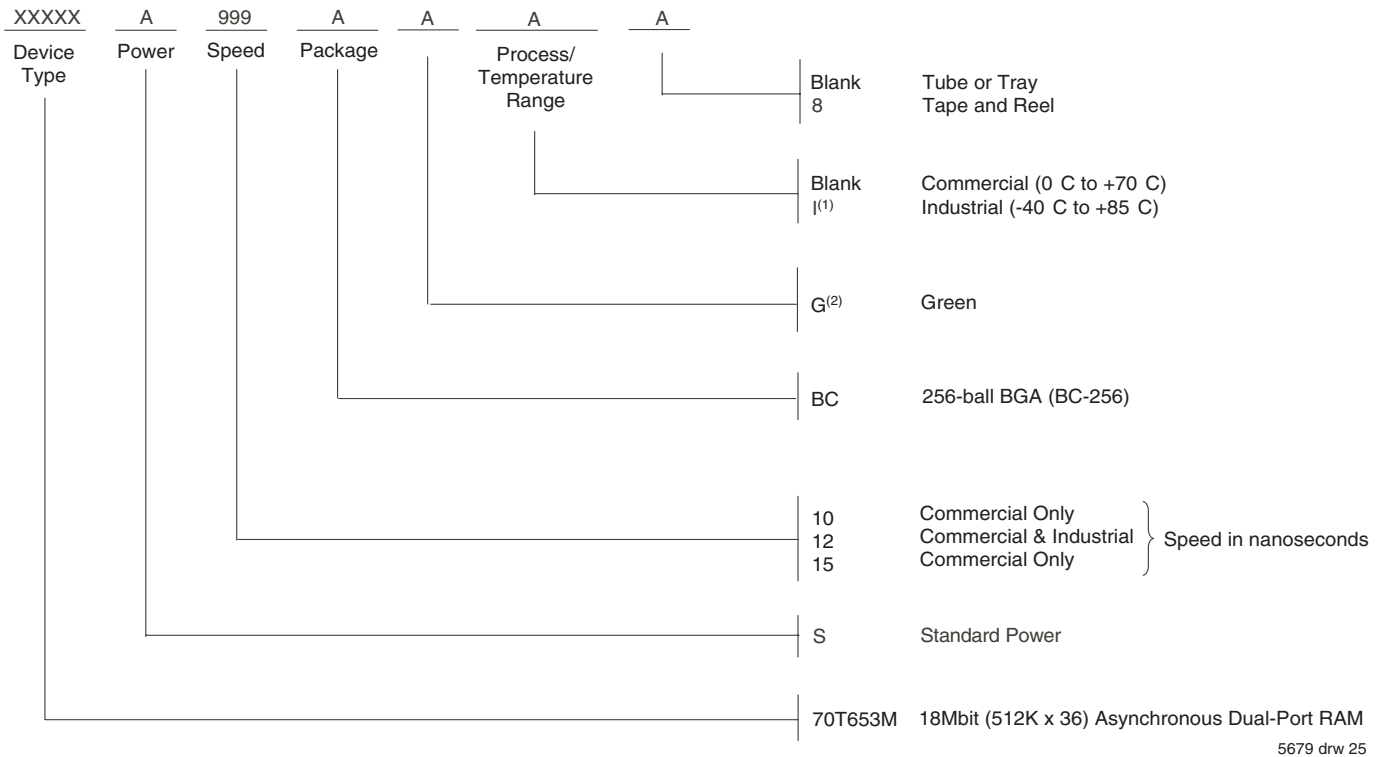 XXXXX A 999 A A A A
Device Type
Power
Speed
Package
Process/
Temperature
Range
Blank Tube or Tray
8 Tape and Reel
Blank Commercial (0 C to +70 C)
I(1) Industrial (-40 C to +85 C)
G(2) Green
BC 256-ball BGA (BC-256)
10 Commercial Only
12 Commercial & Industrial
15 Commercial Only
Speed in nanoseconds
S Standard Power
70T653M 18Mbit (512K x 36) Asynchronous Dual-Port RAM
5679 drw 25